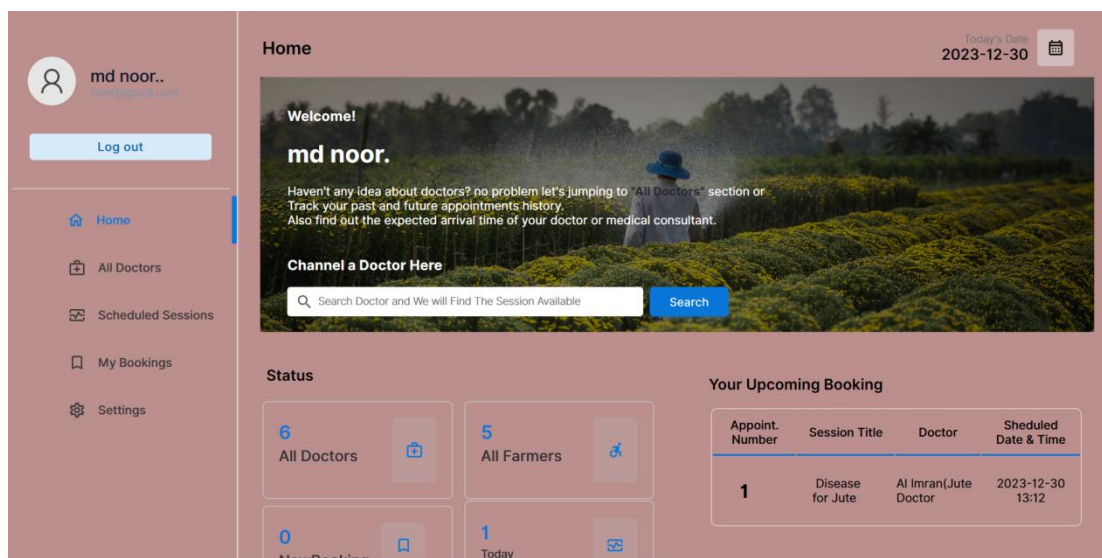 md noor..
noor@gmail.com
Log out
Home
All Doctors
Scheduled Sessions
My Bookings
Settings
Home
Today's Date
2023-12-30
Welcome!
md noor.
Haven't any idea about doctors? no problem let's jumping to "All Doctors" section or
Track your past and future appointments history.
Also find out the expected arrival time of your doctor or medical consultant.
Channel a Doctor Here
Search Doctor and We will Find The Session Available
Search
Status
6
All Doctors
5
All Farmers
0
NewBooking
1
Today
Your Upcoming Booking
Appoint. Number
Session Title
Doctor
Sheduled Date & Time
1
Disease for Jute
Al Imran(Jute Doctor
2023-12-30 13:12